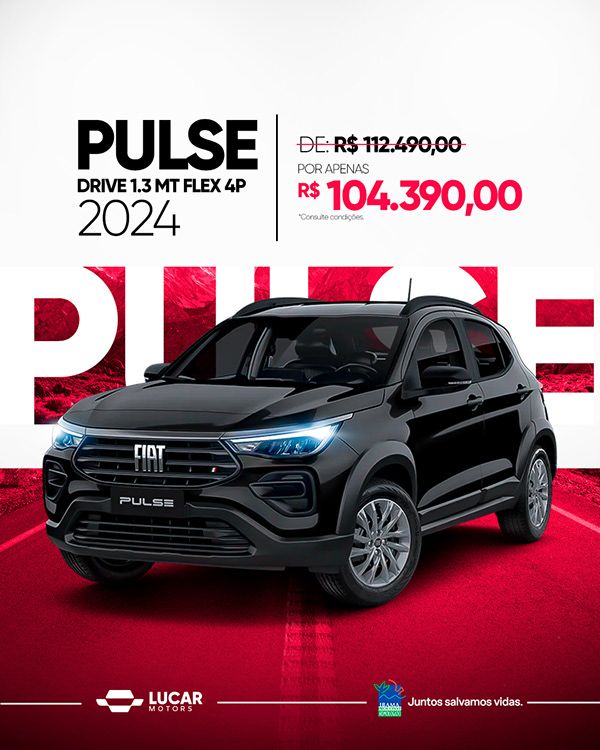 PULSE
DRIVE 1.3 MT FLEX 4P
2024
DE: R$ 112.490,00
POR APENAS
R$ 104.390,00
*Consulte condições.
PULSE
FIAT
PULSE
LUCAR
MOTORS
IBAMA
Juntos salvamos vidas.